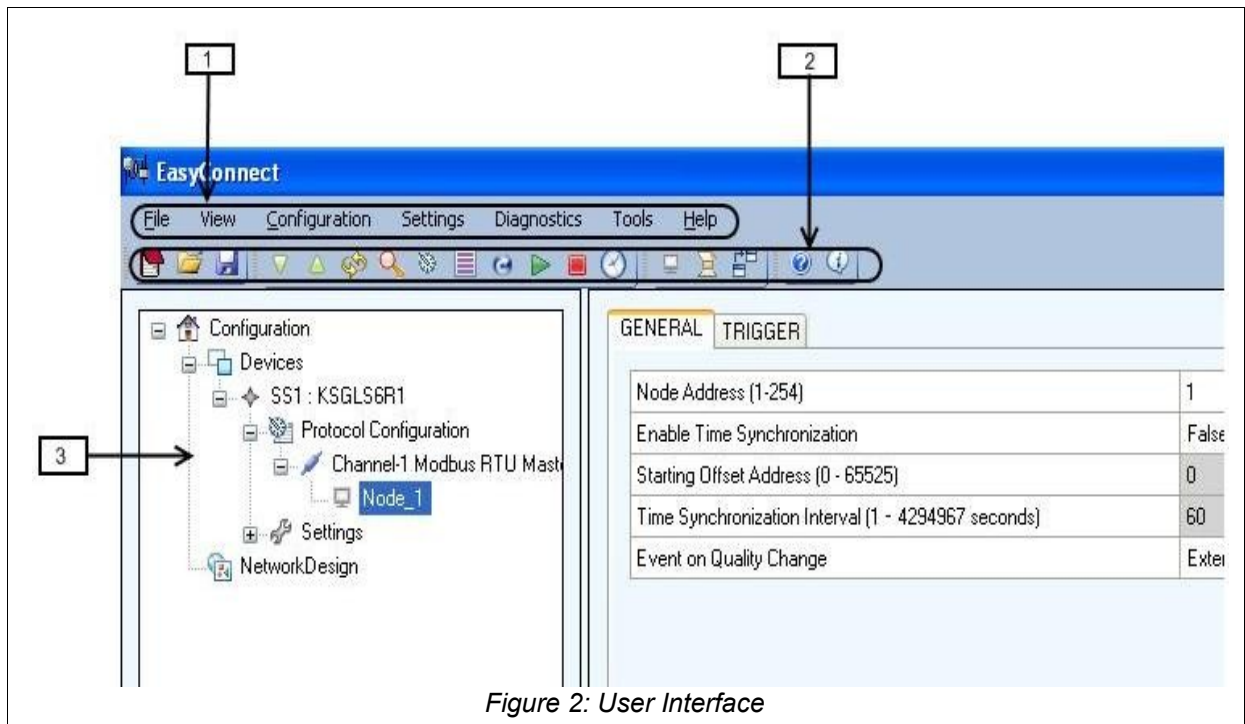 1
2
EasyConnect
File View Configuration Settings Diagnostics Tools Help
Configuration
Devices
SS1 : KSGLS6R1
Protocol Configuration
Channel-1 Modbus RTU Maste
Node_1
Settings
NetworkDesign
3
GENERAL TRIGGER
Node Address (1-254) 1
Enable Time Synchronization False
Starting Offset Address (0 - 65525) 0
Time Synchronization Interval (1 - 4294967 seconds) 60
Event on Quality Change Exter
Figure 2: User Interface